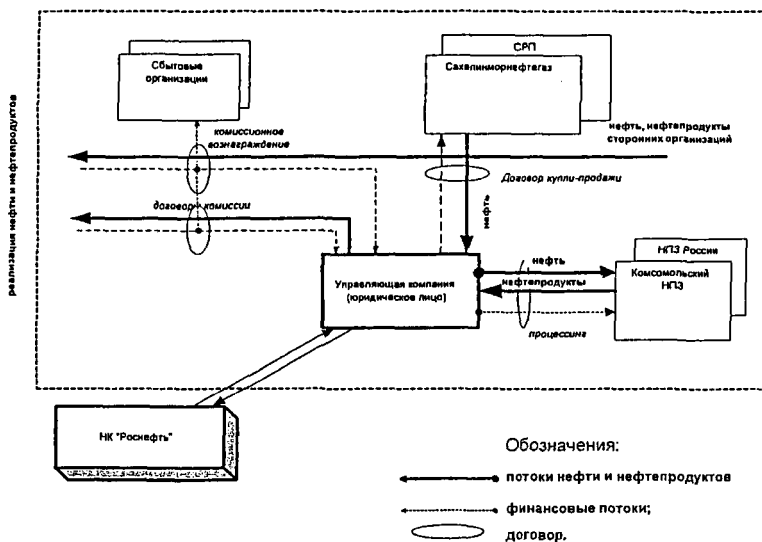 СРП
Сбытовые
организации
Сахалинморнефтегаз
комиссионное
вознаграждение
нефть, нефтепродукты
сторонних организаций
Договор купли-продажи
реализация нефти и нефтепродуктов
договор комиссии
нефть
Управляющая компания
(юридическое лицо)
нефть
нефтепродукты
НПЗ России
Комсомольский
НПЗ
процессинг
НК "Роснефть"
Обозначения:
потоки нефти и нефтепродуктов
финансовые потоки;
договор.